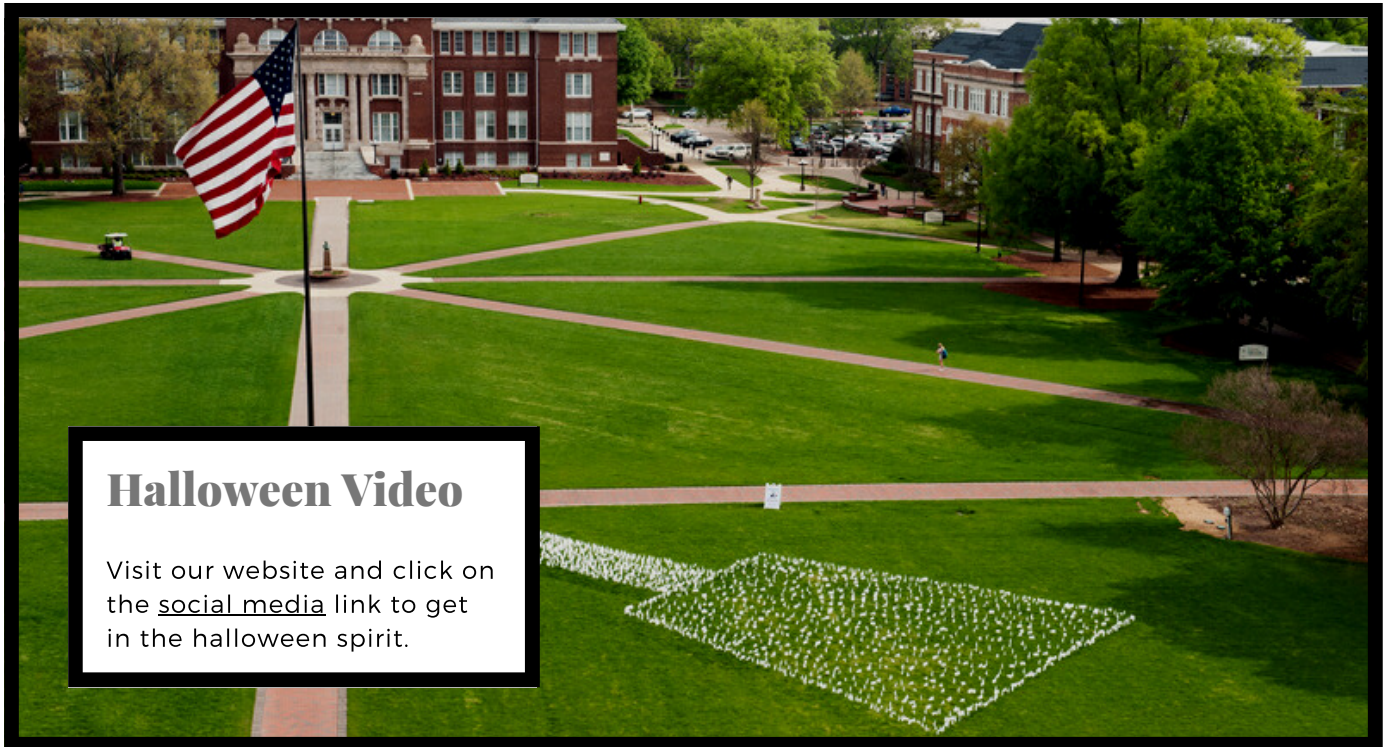 Halloween Video
Visit our website and click on
the social media link to get
in the halloween spirit.